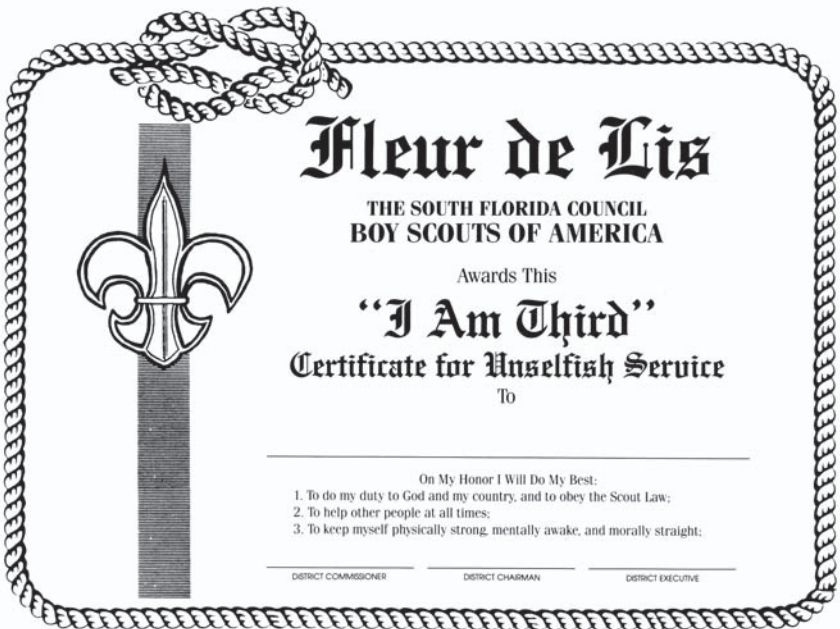 Fleur de Lis
THE SOUTH FLORIDA COUNCIL
BOY SCOUTS OF AMERICA
Awards This
“I Am Third”
Certificate for Unselfish Service
To
On My Honor I Will Do My Best:
1. To do my duty to God and my country, and to obey the Scout Law;
2. To help other people at all times;
3. To keep myself physically strong, mentally awake, and morally straight;
DISTRICT COMMISSIONER DISTRICT CHAIRMAN DISTRICT EXECUTIVE